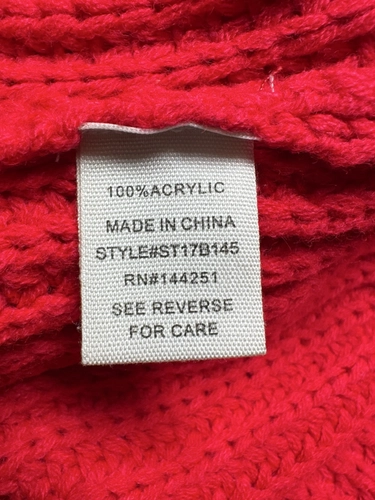 100%ACRYLIC
MADE IN CHINA
STYLE#ST17B145
RN#144251
SEE REVERSE
FOR CARE